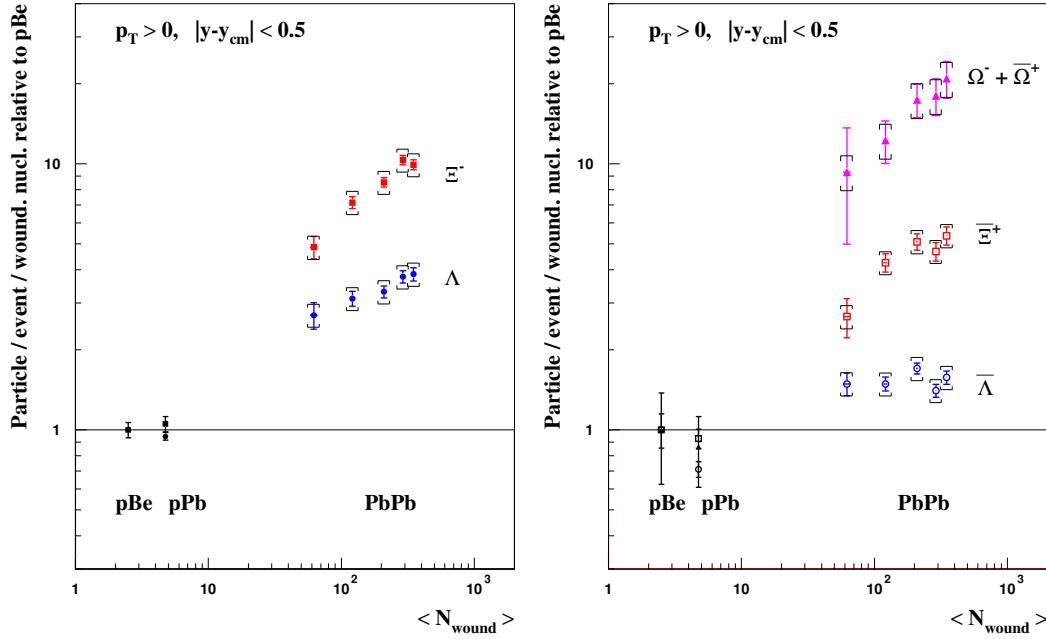 Particle / event / wound. nucl. relative to pBe
p_T > 0, |y-y_cm| < 0.5
10
1
Ξ⁻
Λ
pBe pPb PbPb
1 10 10² 10³
< N_wound >
Particle / event / wound. nucl. relative to pBe
p_T > 0, |y-y_cm| < 0.5
10
1
Ω⁻ + Ω̅⁺
Ξ̅⁺
Λ̅
pBe pPb PbPb
1 10 10² 10³
< N_wound >